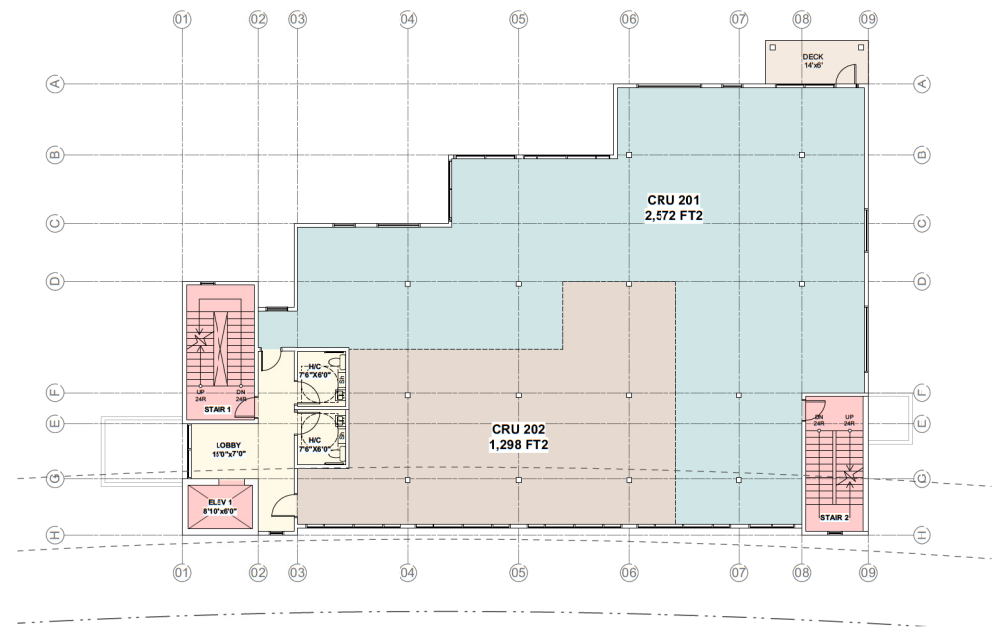 01 02 03 04 05 06 07 08 09
DECK
14'x6'
A A
B B
CRU 201
2,572 FT2
C C
D D
H/C
7'6"X6'0"
Sh
UP
24R
DN
24R
STAIR 1
F F
DN
24R
UP
24R
E E
CRU 202
1,298 FT2
LOBBY
15'0"x7'0"
H/C
7'6"X6'0"
Sh
G G
ELEV 1
8'10"x6'0"
STAIR 2
H H
01 02 03 04 05 06 07 08 09